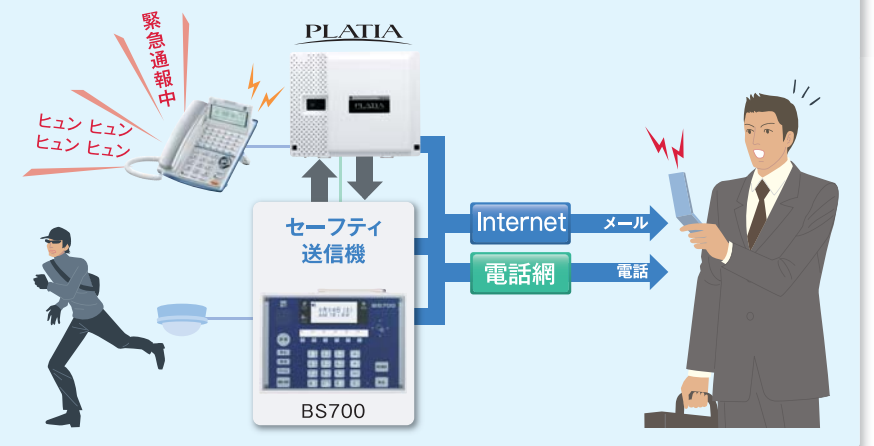 PLATIA
緊急通報中
PLATIA
ヒュン ヒュン
ヒュン ヒュン
セーフティ
送信機
Internet
メール
電話網
電話
BS700